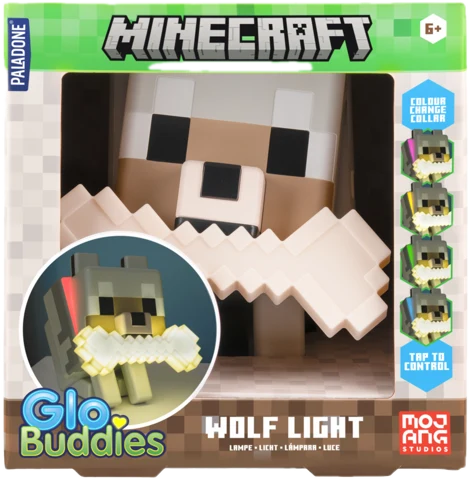 PALADONE
MINECRAFT
6+
COLOUR
CHANGE
COLLAR
TAP TO
CONTROL
Glo
Buddies
WOLF LIGHT
LAMPE • LICHT • LÁMPARA • LUCE
MOJ
ANG
STUDIOS